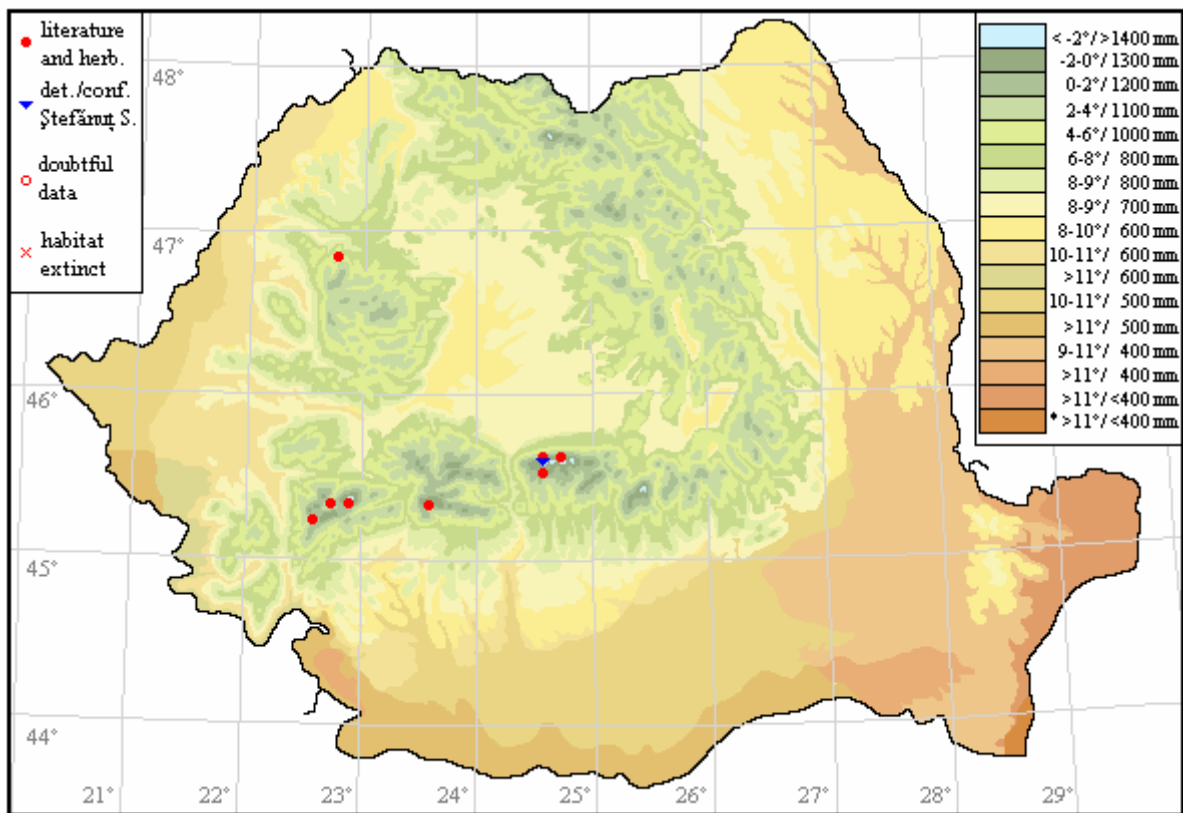 literature
and herb.
det./conf.
Ştefănuţ S.
doubtful
data
habitat
extinct
< -2°/>1400 mm
-2-0°/1300 mm
0-2°/1200 mm
2-4°/1100 mm
4-6°/1000 mm
6-8°/ 800 mm
8-9°/ 800 mm
8-9°/ 700 mm
8-10°/ 600 mm
10-11°/ 600 mm
>11°/ 600 mm
10-11°/ 500 mm
>11°/ 500 mm
9-11°/ 400 mm
>11°/ 400 mm
>11°/<400 mm
* >11°/<400 mm
48°
47°
46°
45°
44°
21° 22° 23° 24° 25° 26° 27° 28° 29°